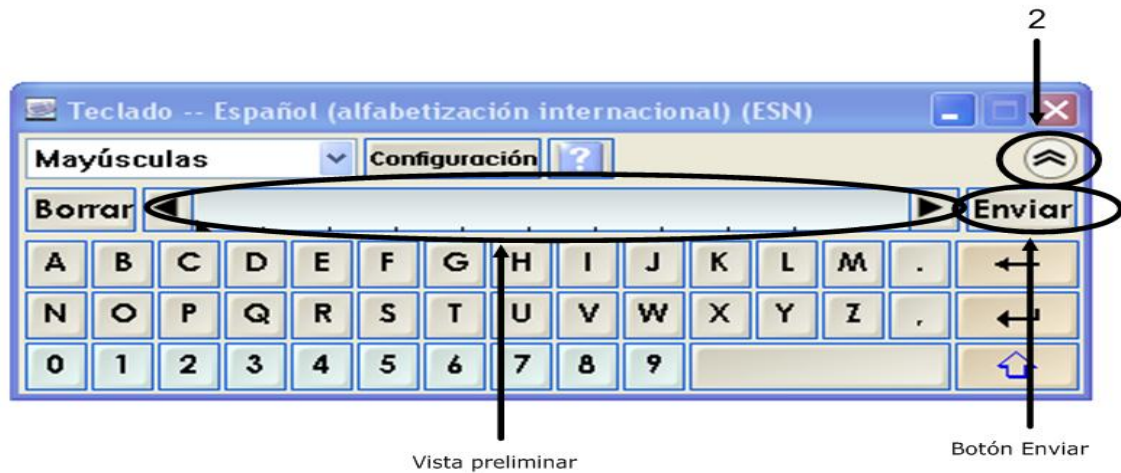 2
Teclado -- Español (alfabetización internacional) (ESN)
Mayúsculas Configuración ?
Borrar Enviar
A B C D E F G H I J K L M .
N O P Q R S T U V W X Y Z ,
0 1 2 3 4 5 6 7 8 9
Vista preliminar
Botón Enviar